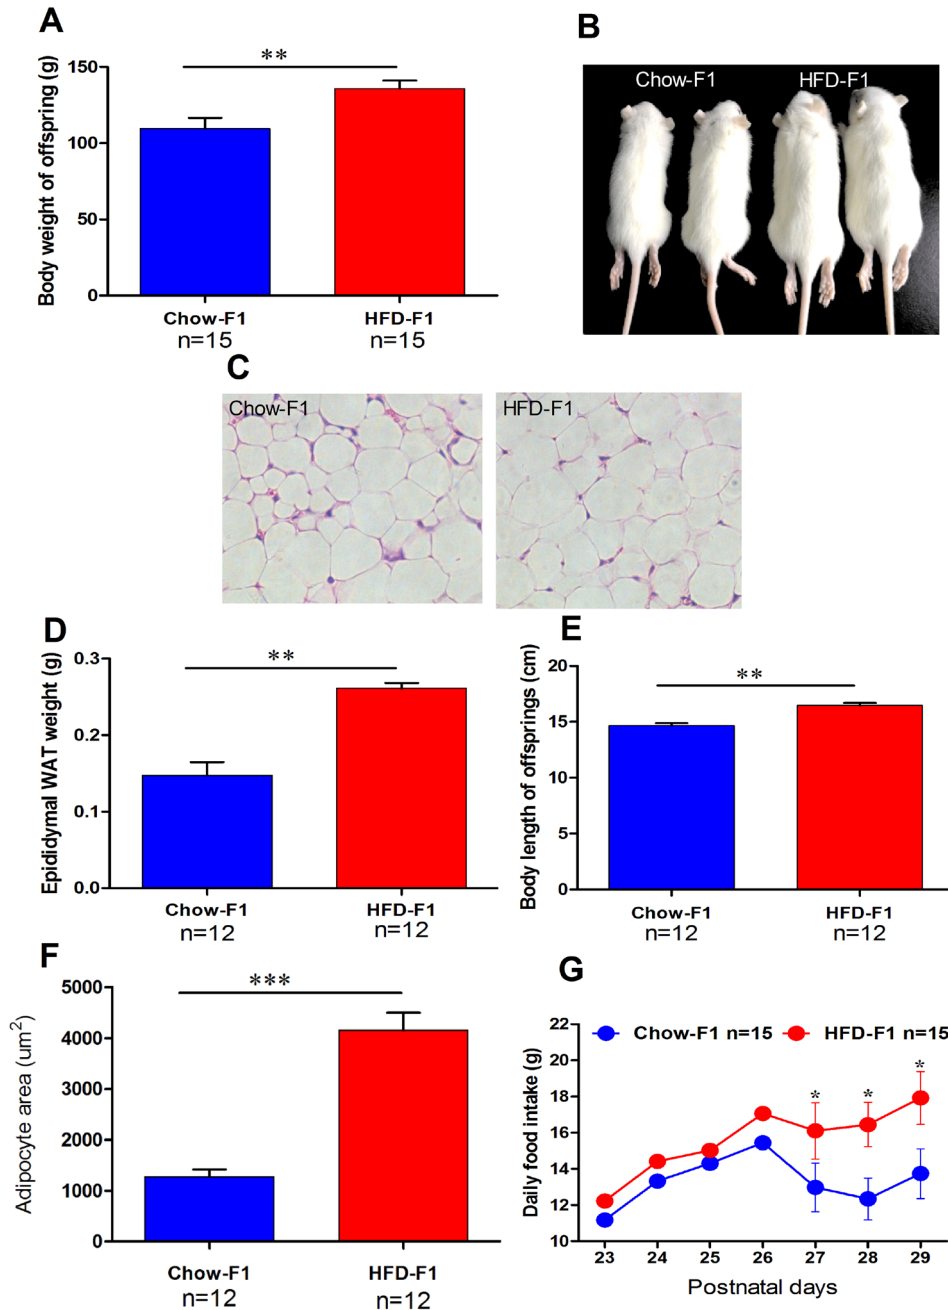 A
Body weight of offspring (g)
150
100
50
0
**
Chow-F1
n=15
HFD-F1
n=15
B
Chow-F1
HFD-F1
C
Chow-F1
HFD-F1
D
Epididymal WAT weight (g)
0.3
0.2
0.1
0.0
**
Chow-F1
n=12
HFD-F1
n=12
E
Body length of offsprings (cm)
20
15
10
5
0
**
Chow-F1
n=12
HFD-F1
n=12
F
Adipocyte area (um²)
5000
4000
3000
2000
1000
0
***
Chow-F1
n=12
HFD-F1
n=12
G
Daily food intake (g)
22
20
18
16
14
12
10
Chow-F1 n=15
HFD-F1 n=15
* * *
23 24 25 26 27 28 29
Postnatal days